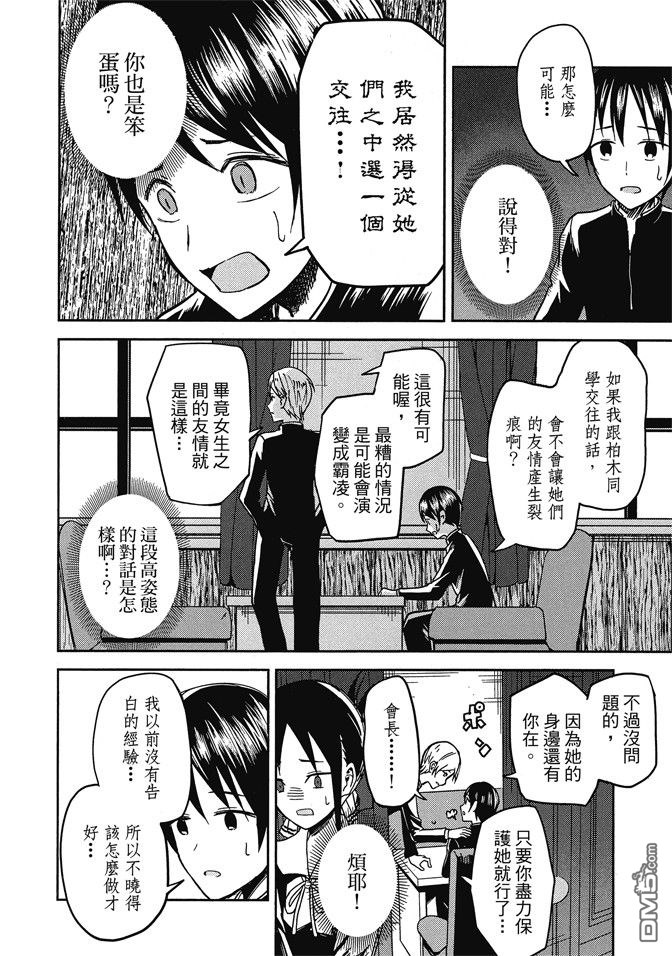 那怎麼
可能…
說得對！
我居然得從她
們之中選一個
交往…！
你也是笨
蛋嗎？
如果我跟柏木同
學交往的話，
會不會讓她們
的友情產生裂
痕啊？
這很有可
能喔，
最糟的情況
是可能會演
變成霸凌。
畢竟女生之
間的友情就
是這樣…
這段高姿態
的對話是怎
樣啊…？
不過沒問
題的，
因為她的
身邊還有
你在。
ポン
只要你盡力保
護她就行了…
會長……！
煩耶！
我以前沒有告
白的經驗…
所以不曉得
該怎麼做才
好…
DM5.com